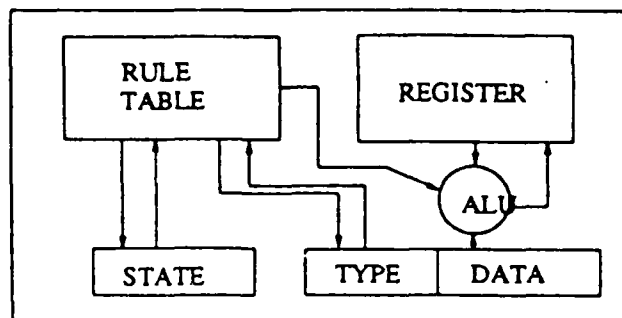 RULE
TABLE
REGISTER
ALU
STATE
TYPE
DATA